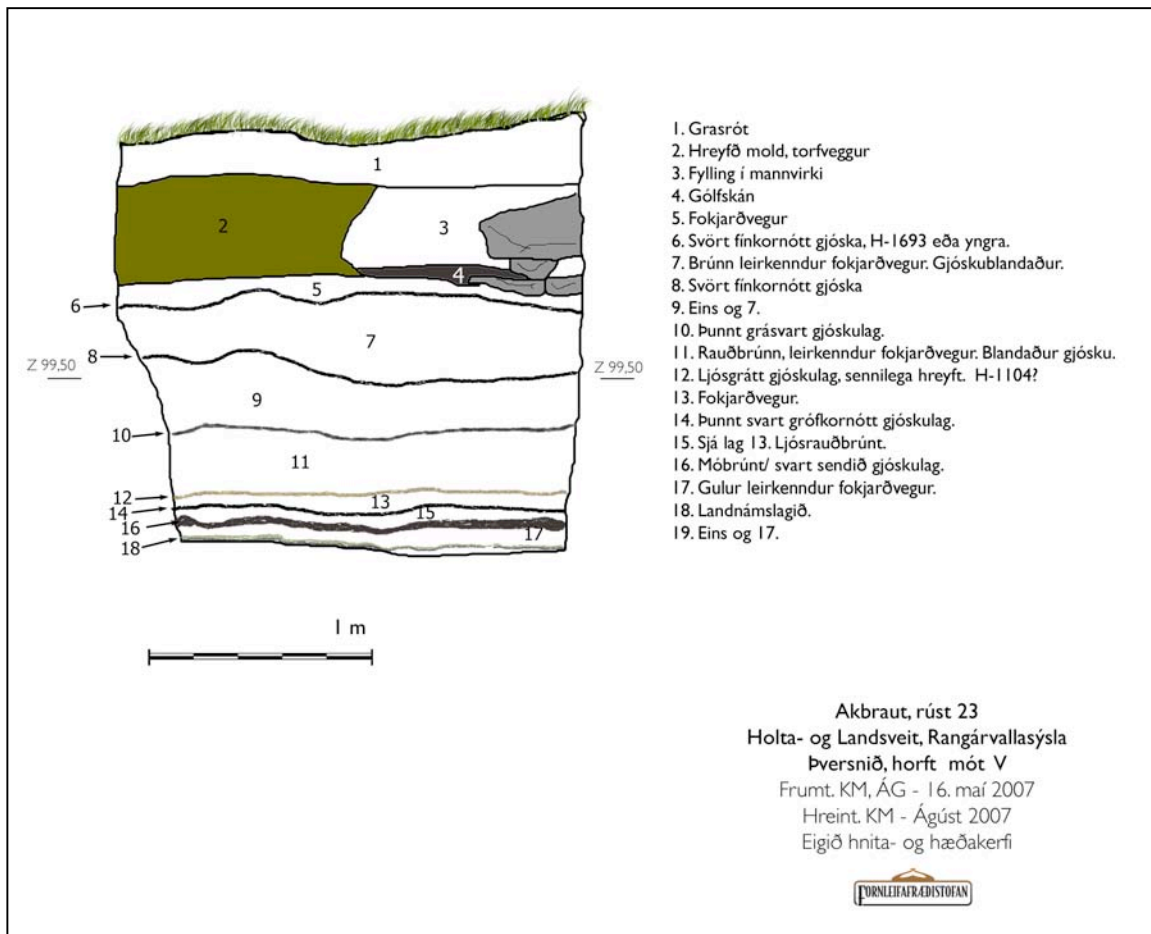 1
2
3
4
5
6
7
8
Z 99,50
Z 99,50
9
10
11
12
13
14
15
16
17
18
1 m
1. Grasrót
2. Hreyfð mold, torfveggur
3. Fylling í mannvirki
4. Gólfskán
5. Fokjarðvegur
6. Svört fínkornótt gjóska, H-1693 eða yngra.
7. Brúnn leirkenndur fokjarðvegur. Gjóskublandaður.
8. Svört fínkornótt gjóska
9. Eins og 7.
10. Þunnt grásvart gjóskulag.
11. Rauðbrúnn, leirkenndur fokjarðvegur. Blandaður gjósku.
12. Ljósgrátt gjóskulag, sennilega hreyft. H-1104?
13. Fokjarðvegur.
14. Þunnt svart grófkornótt gjóskulag.
15. Sjá lag 13. Ljósrauðbrúnt.
16. Móbrúnt/ svart sendið gjóskulag.
17. Gulur leirkenndur fokjarðvegur.
18. Landnámslagið.
19. Eins og 17.
Akbraut, rúst 23
Holta- og Landsveit, Rangárvallasýsla
Þversnið, horft mót V
Frumt. KM, ÁG - 16. maí 2007
Hreint. KM - Ágúst 2007
Eigið hnita- og hæðakerfi
FORNLEIFAFRÆÐISTOFAN